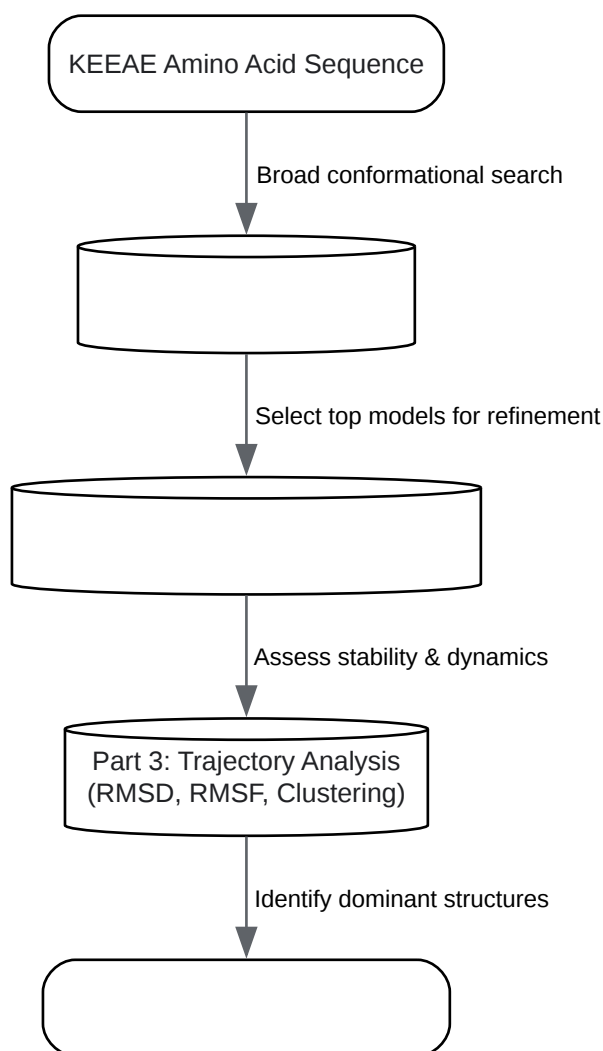 KEEAE Amino Acid Sequence
Broad conformational search
Select top models for refinement
Assess stability & dynamics
Part 3: Trajectory Analysis
(RMSD, RMSF, Clustering)
Identify dominant structures